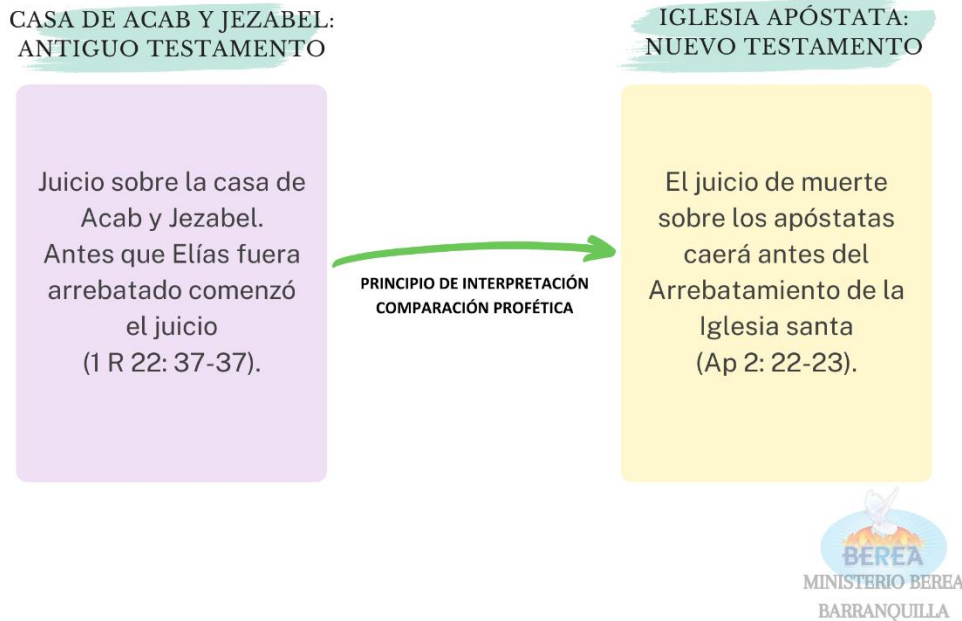 CASA DE ACAB Y JEZABEL:
ANTIGUO TESTAMENTO
IGLESIA APÓSTATA:
NUEVO TESTAMENTO
Juicio sobre la casa de
Acab y Jezabel.
Antes que Elías fuera
arrebatado comenzó
el juicio
(1 R 22: 37-37).
PRINCIPIO DE INTERPRETACIÓN
COMPARACIÓN PROFÉTICA
El juicio de muerte
sobre los apóstatas
caerá antes del
Arrebatamiento de la
Iglesia santa
(Ap 2: 22-23).
BEREA
MINISTERIO BEREA
BARRANQUILLA